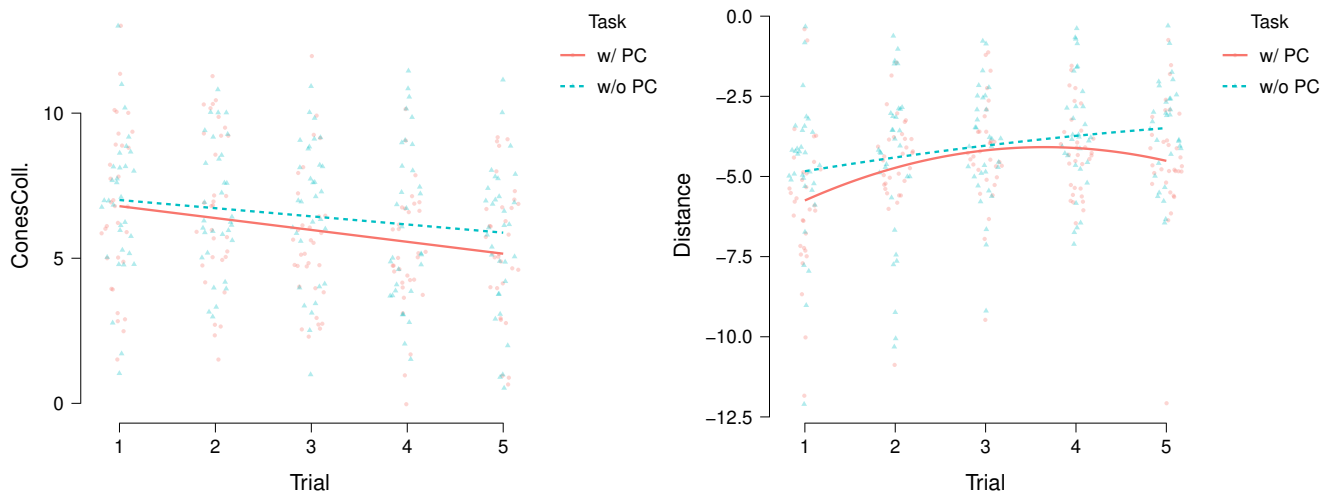 Task
w/ PC
w/o PC
ConesColl.
10
5
0
1 2 3 4 5
Trial
Task
w/ PC
w/o PC
Distance
0.0
−2.5
−5.0
−7.5
−10.0
−12.5
1 2 3 4 5
Trial